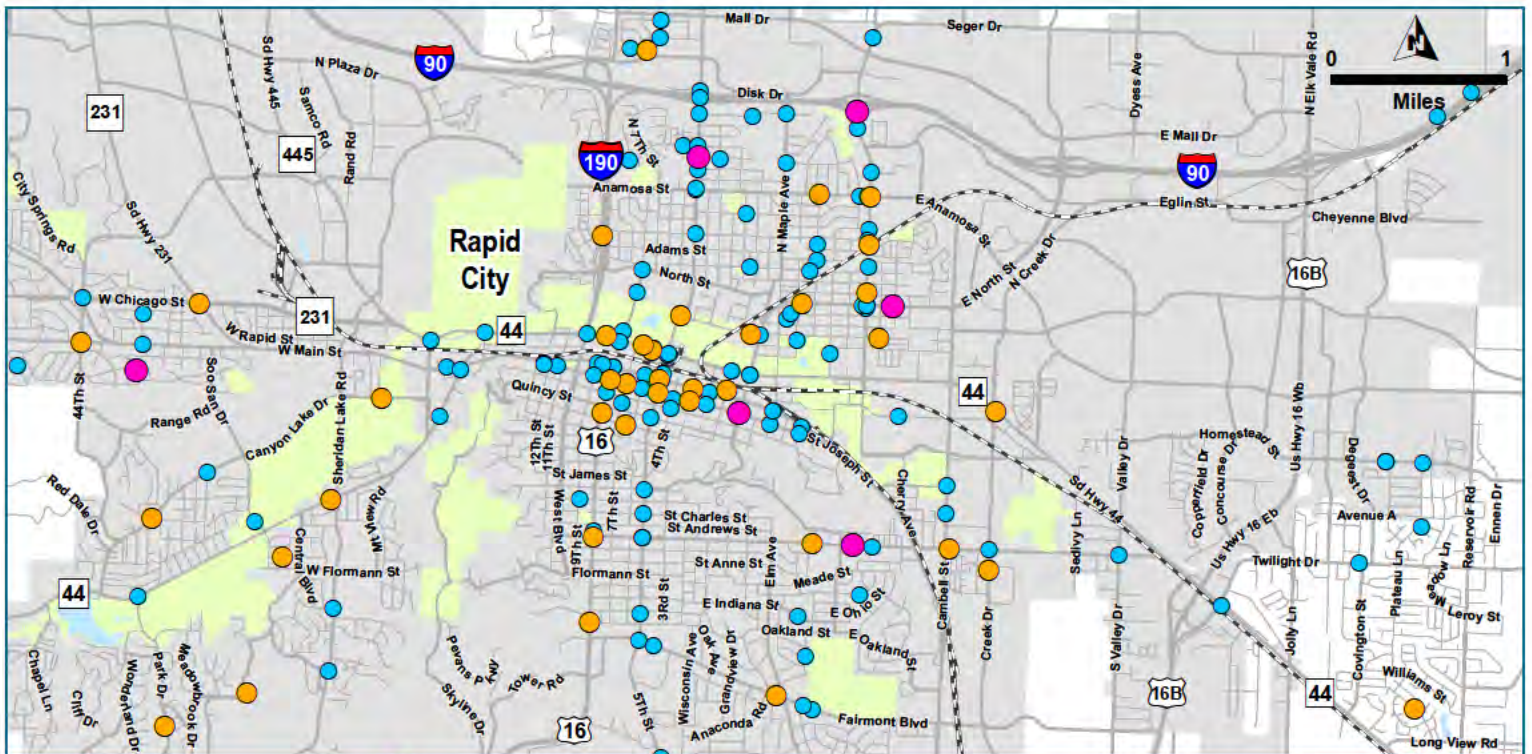 Mall Dr
Seger Dr
N
0
1
Miles
90
N Plaza Dr
Sd Hwy 445
Samco Rd
Rand Rd
231
445
Disk Dr
N 7Th St
190
Anamosa St
N Maple Ave
Dyess Ave
N Elk Vale Rd
E Mall Dr
90
Eglin St
Cheyenne Blvd
E Anamosa St
City Springs Rd
Sd Hwy 231
Rapid
City
Adams St
North St
E North St
N Creek Dr
16B
W Chicago St
231
W Rapid St
W Main St
44
44Th St
Soo San Dr
Range Rd
Canyon Lake Dr
Sheridan Lake Rd
Quincy St
12Th St
11Th St
16
4Th St
St Joseph St
44
Us Hwy 16 Wb
Homestead St
Copperfield Dr
Concourse Dr
Degeest Dr
Valley Dr
Sd Hwy 44
Red Dale Dr
Mt View Rd
St James St
West Blvd
7Th St
9Th St
St Charles St
St Andrews St
Cherry Ave
Sedivy Ln
Us Hwy 16 Eb
Avenue A
Reservoir Rd
Ennen Dr
Twilight Dr
Plateau Ln
Meadow Ln
W Leroy St
Central Blvd
W Flormann St
Flormann St
St Anne St
Elm Ave
Meade St
Cambell St
Creek Dr
44
3Rd St
E Indiana St
E Ohio St
Oakland St
E Oakland St
S Valley Dr
Jolly Ln
Covington St
Williams St
Chapel Ln
Cliff Dr
Wonderland Dr
Park Dr
Meadowbrook Dr
Pevans Pkwy
Skyline Dr
Tower Rd
16
5Th St
Wisconsin Ave
Oak Ave
Grandview Dr
Anaconda Rd
Fairmont Blvd
16B
44
Long View Rd